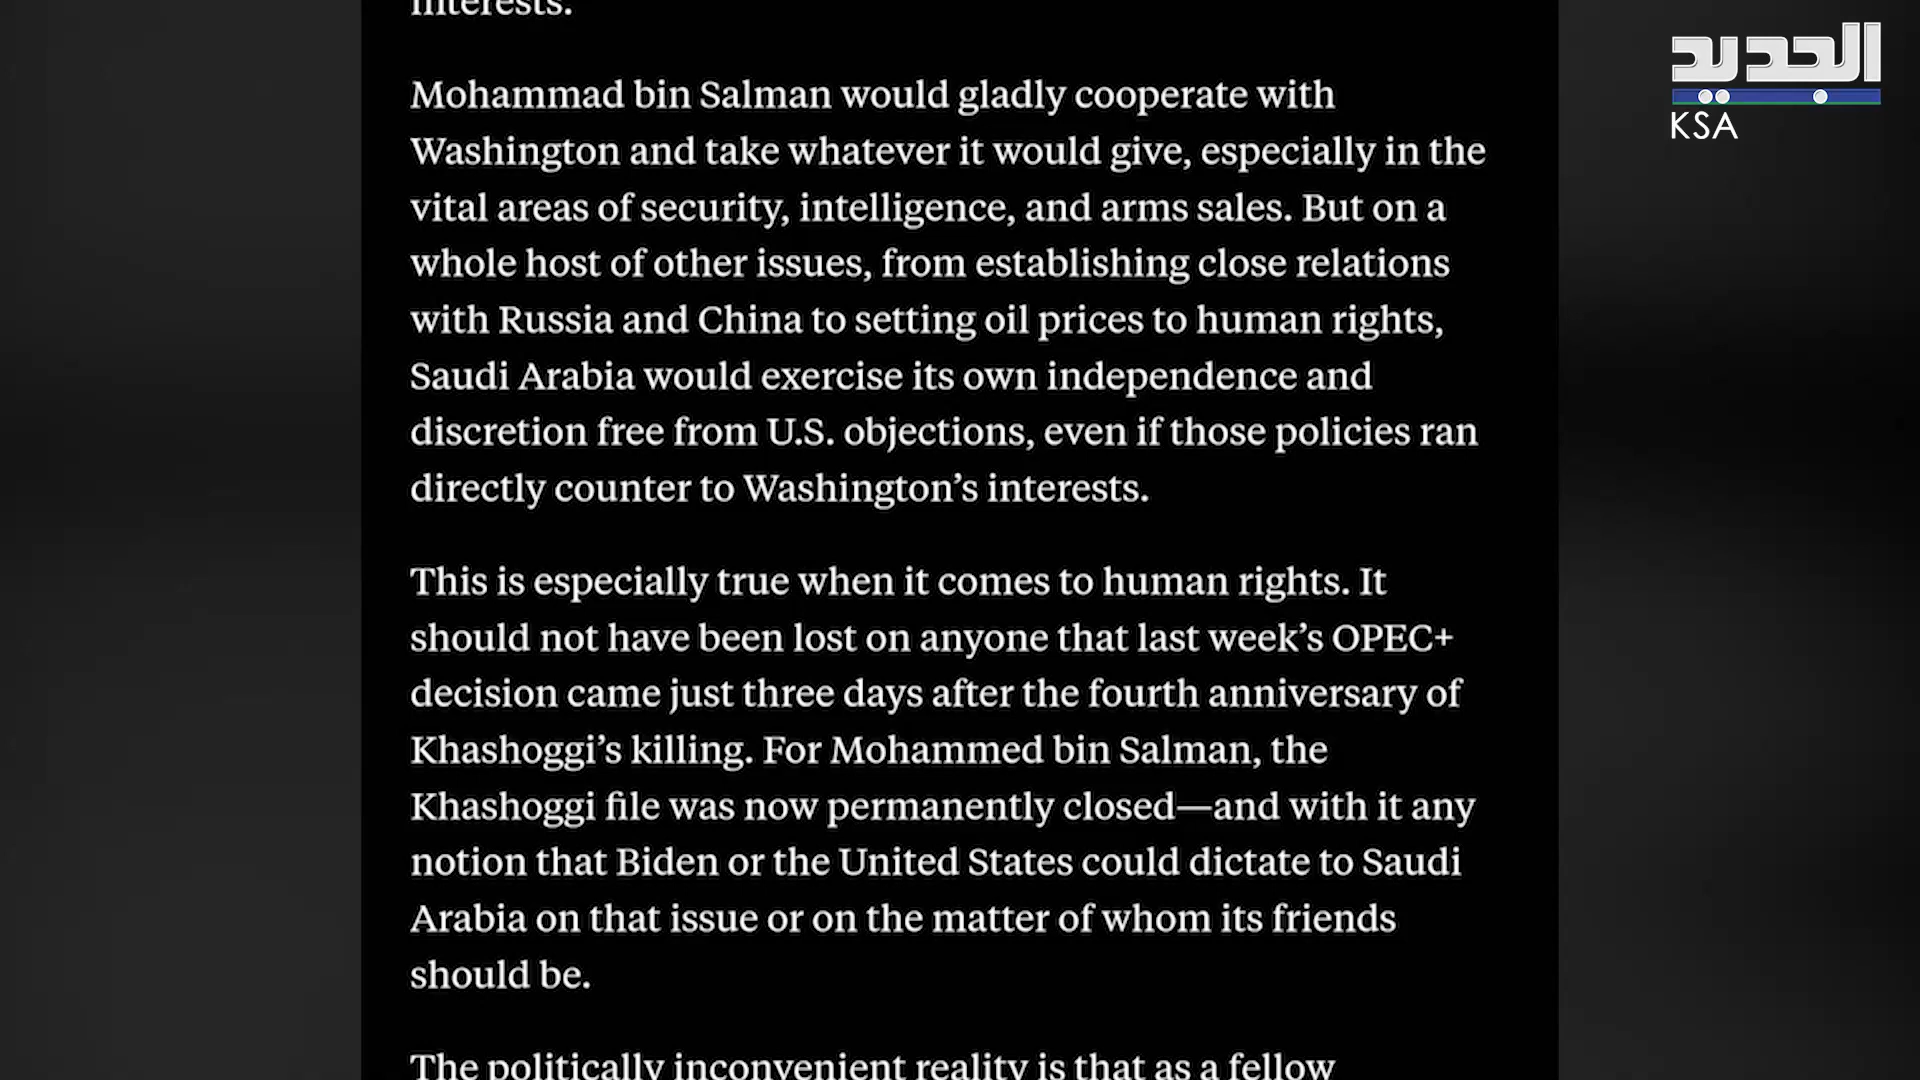 interests.
Mohammad bin Salman would gladly cooperate with
Washington and take whatever it would give, especially in the
vital areas of security, intelligence, and arms sales. But on a
whole host of other issues, from establishing close relations
with Russia and China to setting oil prices to human rights,
Saudi Arabia would exercise its own independence and
discretion free from U.S. objections, even if those policies ran
directly counter to Washington’s interests.
This is especially true when it comes to human rights. It
should not have been lost on anyone that last week’s OPEC+
decision came just three days after the fourth anniversary of
Khashoggi’s killing. For Mohammed bin Salman, the
Khashoggi file was now permanently closed—and with it any
notion that Biden or the United States could dictate to Saudi
Arabia on that issue or on the matter of whom its friends
should be.
The politically inconvenient reality is that as a fellow
الجديد
KSA